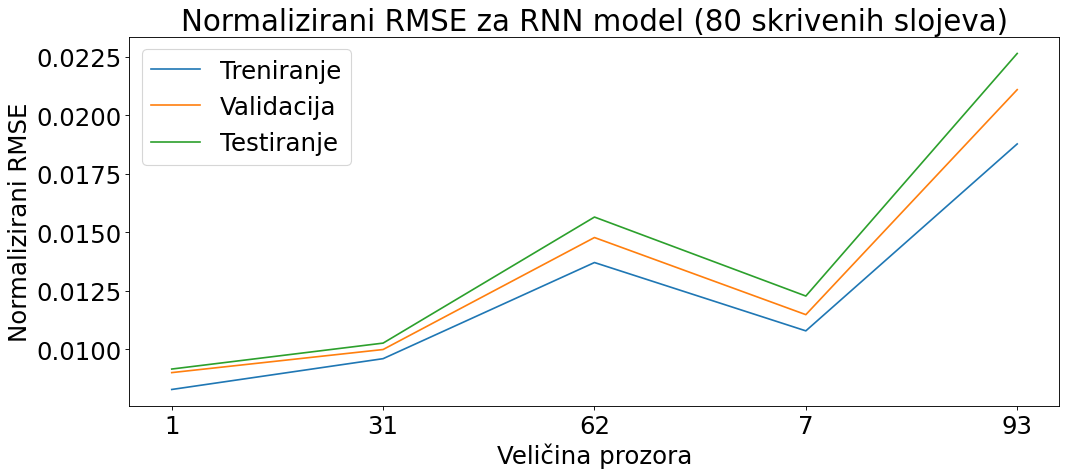 Normalizirani RMSE za RNN model (80 skrivenih slojeva)
Normalizirani RMSE
0.0225
0.0200
0.0175
0.0150
0.0125
0.0100
Treniranje
Validacija
Testiranje
1 31 62 7 93
Veličina prozora